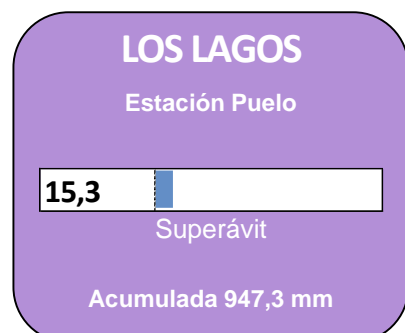 LOS LAGOS
Estación Puelo
15,3
Superávit
Acumulada 947,3 mm